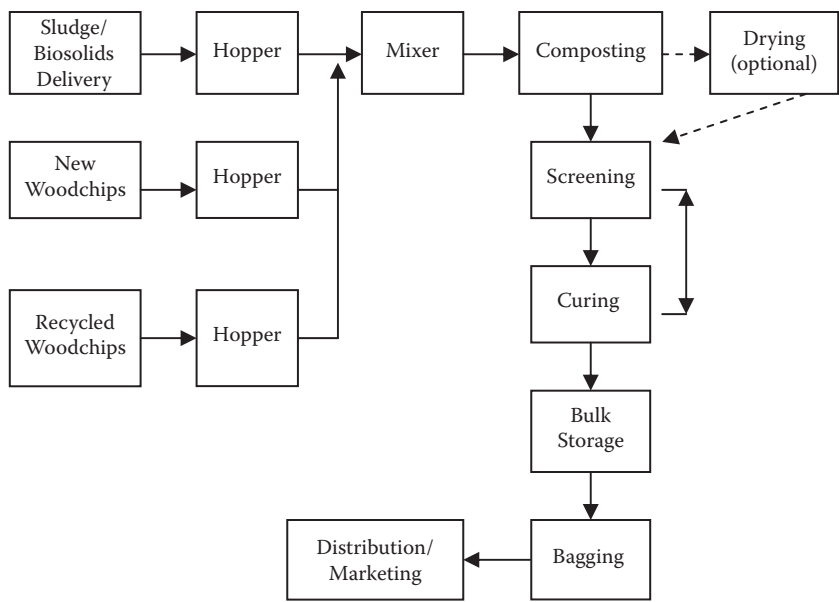 Sludge/
Biosolids
Delivery
Hopper
Mixer
Composting
Drying
(optional)
New
Woodchips
Hopper
Screening
Recycled
Woodchips
Hopper
Curing
Bulk
Storage
Distribution/
Marketing
Bagging